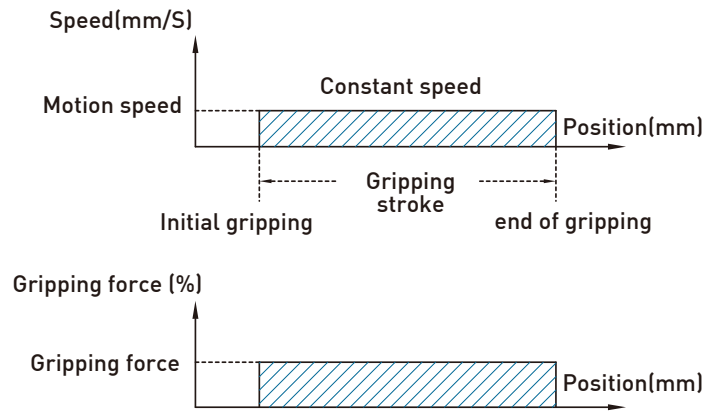 Speed(mm/S)
Constant speed
Motion speed
Position(mm)
Gripping
stroke
Initial gripping
end of gripping
Gripping force (%)
Gripping force
Position(mm)